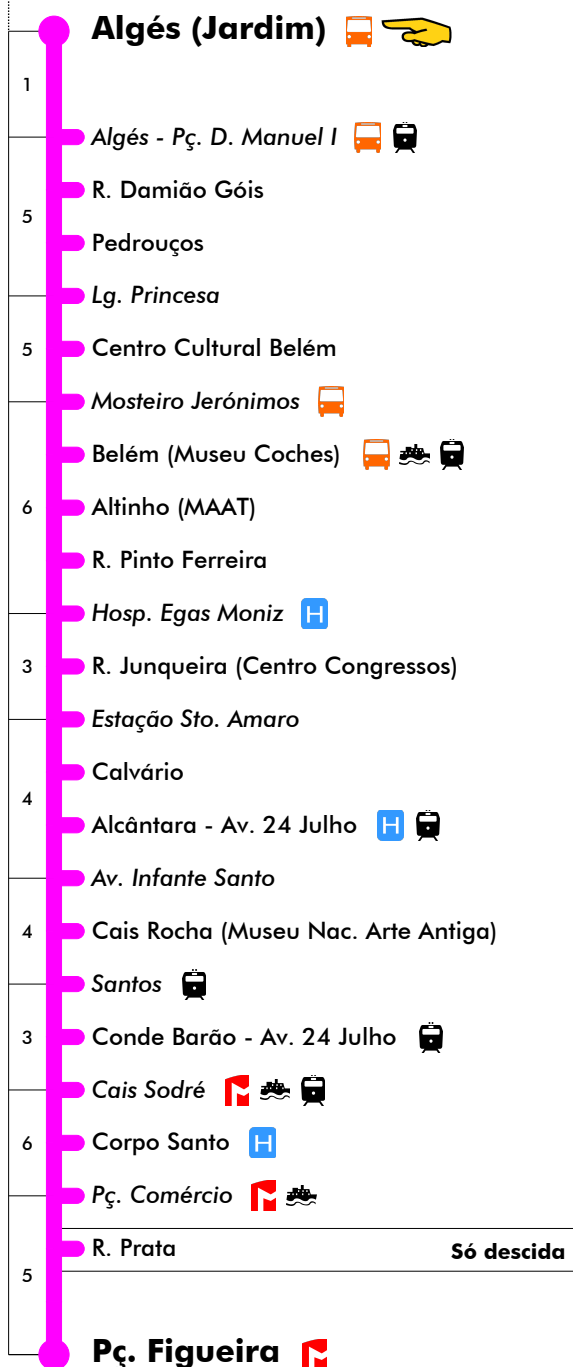 Algés (Jardim)
1
Algés - Pç. D. Manuel I
R. Damião Góis
5
Pedrouços
Lg. Princesa
5
Centro Cultural Belém
Mosteiro Jerónimos
Belém (Museu Coches)
6
Altinho (MAAT)
R. Pinto Ferreira
Hosp. Egas Moniz H
3
R. Junqueira (Centro Congressos)
Estação Sto. Amaro
Calvário
4
Alcântara - Av. 24 Julho H
Av. Infante Santo
4
Cais Rocha (Museu Nac. Arte Antiga)
Santos
3
Conde Barão - Av. 24 Julho
Cais Sodré
6
Corpo Santo H
Pç. Comércio
R. Prata Só descida
5
Pç. Figueira